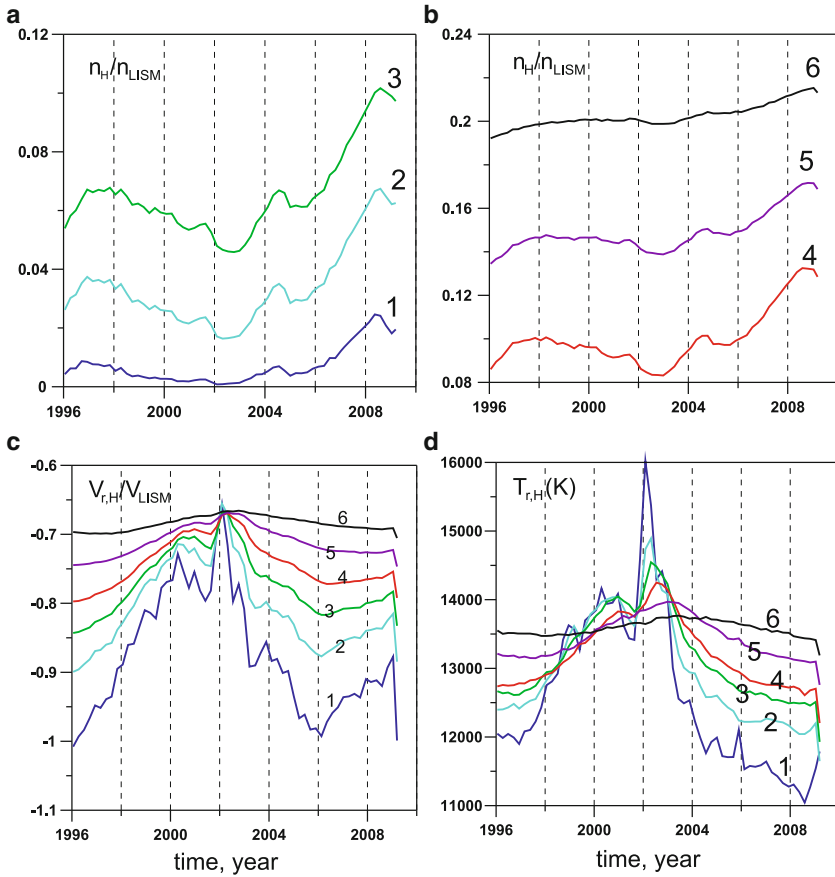 a
0.12
n_H/n_LISM
3
0.08
2
0.04
1
0
1996 2000 2004 2008
b
0.24
n_H/n_LISM
6
0.2
5
0.16
4
0.12
0.08
1996 2000 2004 2008
c
-0.6
V_r,H/V_LISM
6
-0.7
5
4
-0.8
3
2
-0.9
1
-1
-1.1
1996 2000 2004 2008
time, year
d
16000
T_r,H(K)
15000
14000
6
5
13000
4
3
2
12000
1
11000
1996 2000 2004 2008
time, year